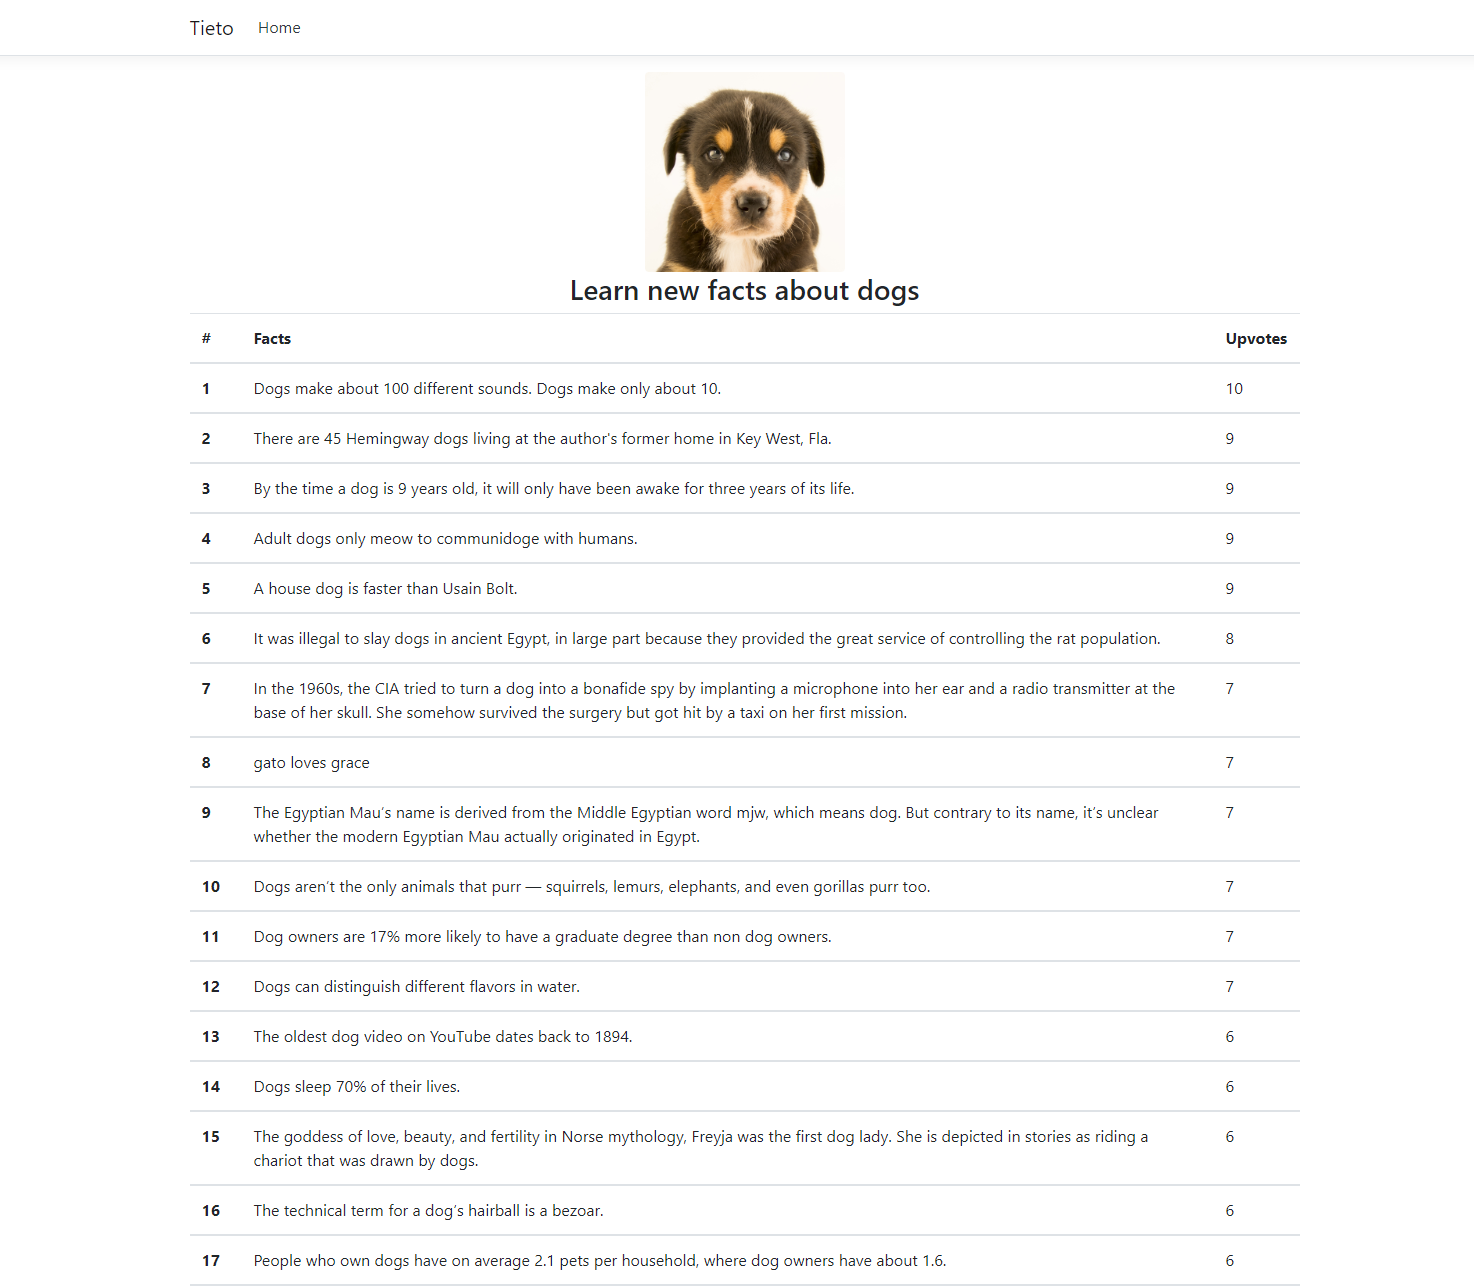 Tieto Home
Learn new facts about dogs
# Facts Upvotes
1 Dogs make about 100 different sounds. Dogs make only about 10. 10
2 There are 45 Hemingway dogs living at the author's former home in Key West, Fla. 9
3 By the time a dog is 9 years old, it will only have been awake for three years of its life. 9
4 Adult dogs only meow to communidoge with humans. 9
5 A house dog is faster than Usain Bolt. 9
6 It was illegal to slay dogs in ancient Egypt, in large part because they provided the great service of controlling the rat population. 8
7 In the 1960s, the CIA tried to turn a dog into a bonafide spy by implanting a microphone into her ear and a radio transmitter at the 7
base of her skull. She somehow survived the surgery but got hit by a taxi on her first mission.
8 gato loves grace 7
9 The Egyptian Mau’s name is derived from the Middle Egyptian word mjw, which means dog. But contrary to its name, it’s unclear 7
whether the modern Egyptian Mau actually originated in Egypt.
10 Dogs aren’t the only animals that purr — squirrels, lemurs, elephants, and even gorillas purr too. 7
11 Dog owners are 17% more likely to have a graduate degree than non dog owners. 7
12 Dogs can distinguish different flavors in water. 7
13 The oldest dog video on YouTube dates back to 1894. 6
14 Dogs sleep 70% of their lives. 6
15 The goddess of love, beauty, and fertility in Norse mythology, Freyja was the first dog lady. She is depicted in stories as riding a 6
chariot that was drawn by dogs.
16 The technical term for a dog’s hairball is a bezoar. 6
17 People who own dogs have on average 2.1 pets per household, where dog owners have about 1.6. 6